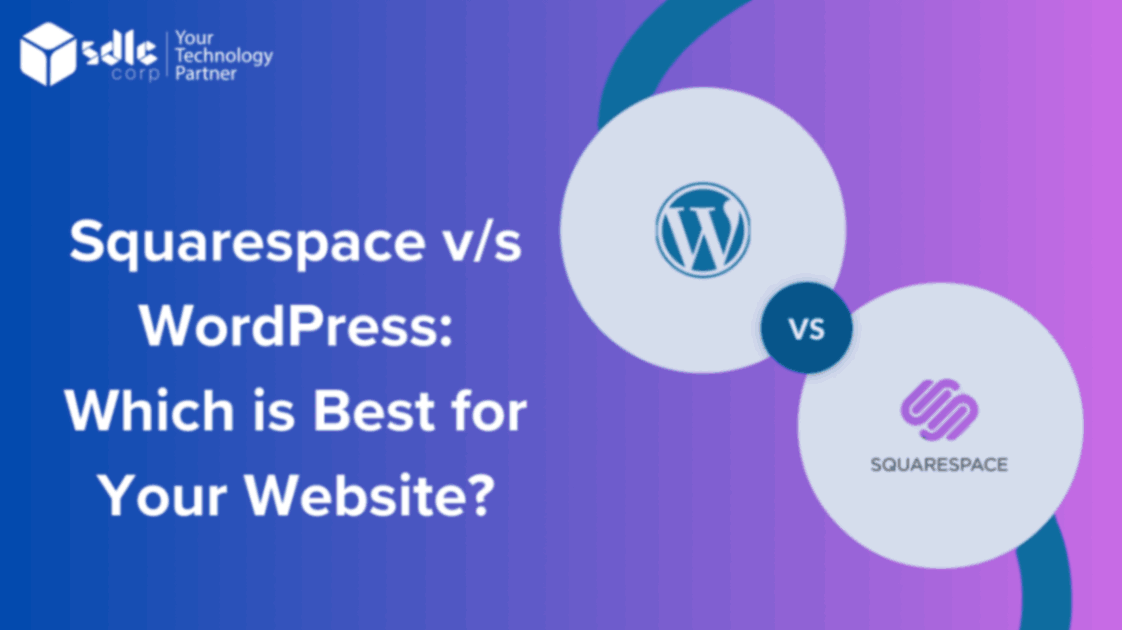 sdlc
corp
Your
Technology
Partner
Squarespace v/s
WordPress:
Which is Best for
Your Website?
W
VS
SQUARESPACE